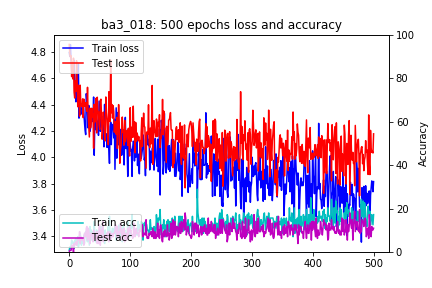 ba3_018: 500 epochs loss and accuracy
Train loss
Test loss
Train acc
Test acc
Loss
4.8
4.6
4.4
4.2
4.0
3.8
3.6
3.4
Accuracy
100
80
60
40
20
0
0 100 200 300 400 500